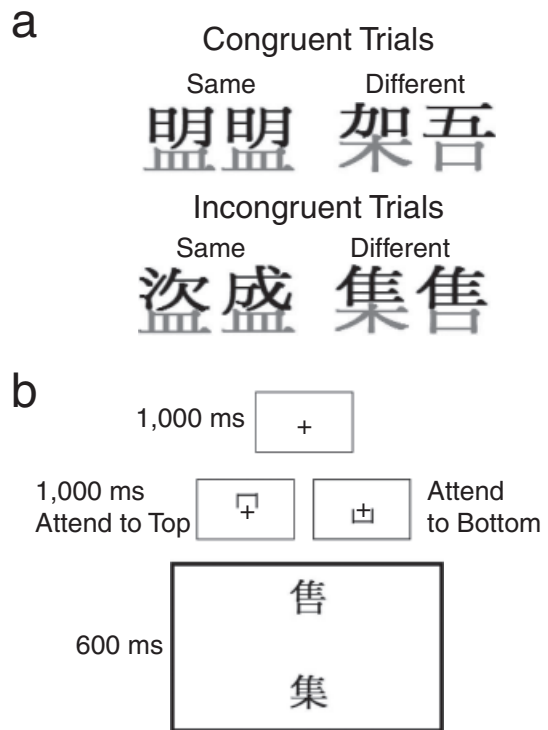 a
Congruent Trials
Same Different
盟盟 架吾
Incongruent Trials
Same Different
盜盛 集售
b
1,000 ms
+
1,000 ms
Attend to Top
+
+
Attend
to Bottom
600 ms
售
集